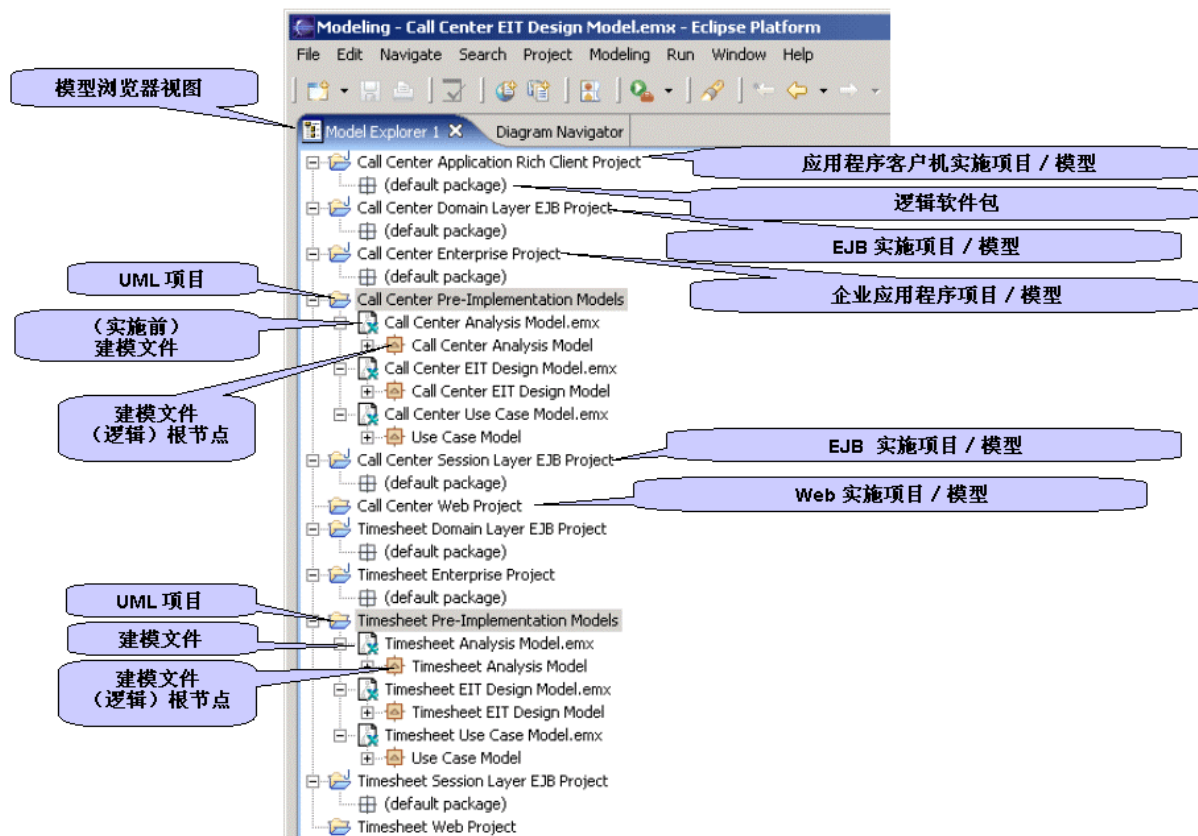 Modeling - Call Center EIT Design Model.emx - Eclipse Platform
File Edit Navigate Search Project Modeling Run Window Help
模型浏览器视图
Model Explorer 1 Diagram Navigator
Call Center Application Rich Client Project
应用程序客户机实施项目 / 模型
(default package)
逻辑软件包
Call Center Domain Layer EJB Project
(default package)
EJB 实施项目 / 模型
Call Center Enterprise Project
(default package)
企业应用程序项目 / 模型
UML 项目
Call Center Pre-Implementation Models
（实施前）
建模文件
Call Center Analysis Model.emx
Call Center Analysis Model
Call Center EIT Design Model.emx
Call Center EIT Design Model
建模文件
（逻辑）根节点
Call Center Use Case Model.emx
Use Case Model
Call Center Session Layer EJB Project
EJB 实施项目 / 模型
(default package)
Call Center Web Project
Web 实施项目 / 模型
Timesheet Domain Layer EJB Project
(default package)
Timesheet Enterprise Project
(default package)
UML 项目
Timesheet Pre-Implementation Models
建模文件
Timesheet Analysis Model.emx
Timesheet Analysis Model
建模文件
（逻辑）根节点
Timesheet EIT Design Model.emx
Timesheet EIT Design Model
Timesheet Use Case Model.emx
Use Case Model
Timesheet Session Layer EJB Project
(default package)
Timesheet Web Project